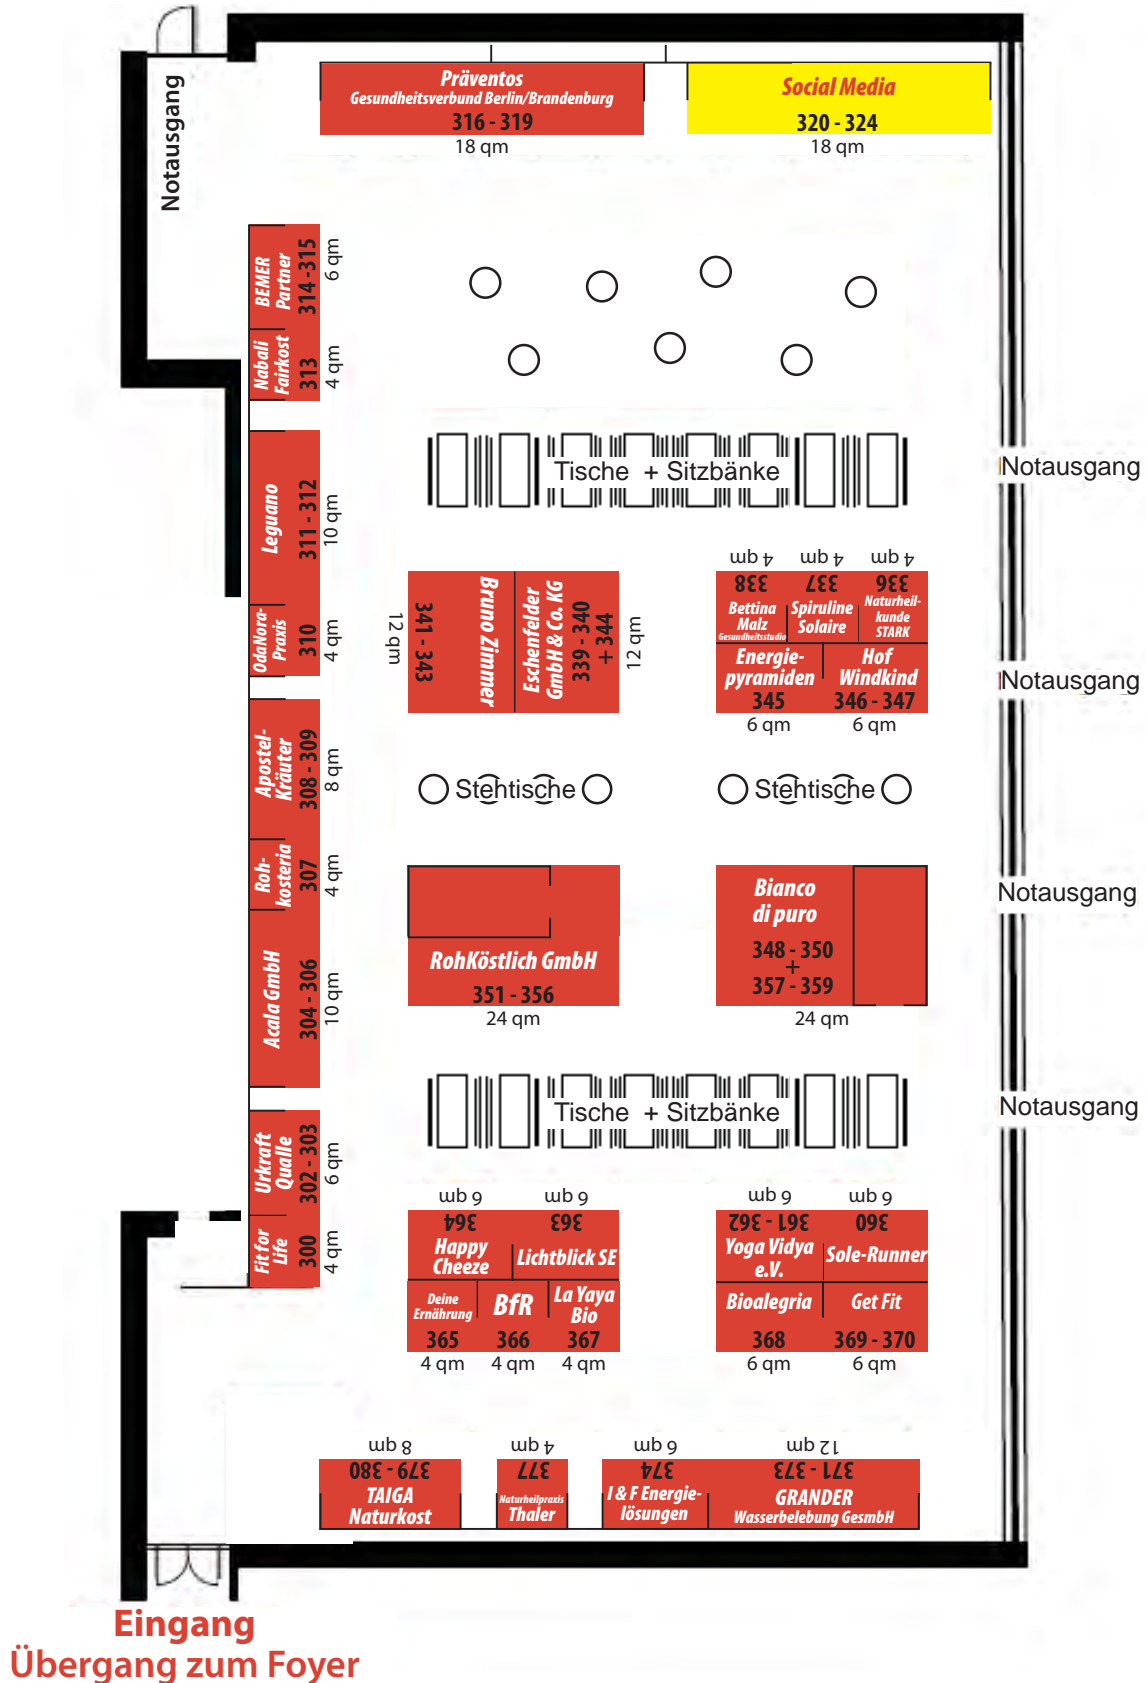 Präventos
Gesundheitsverbund Berlin/Brandenburg
316 - 319
18 qm
Social Media
320 - 324
18 qm
Notausgang
BEMER
Partner
314 -315
6 qm
Nabali
Fairkost
313
4 qm
Leguano
311 - 312
10 qm
OdaNora-
Praxis
310
4 qm
Apostel-
Kräuter
308 - 309
8 qm
Roh-
kosteria
307
4 qm
Acala GmbH
304 - 306
10 qm
Urkraft
Qualle
302 - 303
6 qm
Fit for
Life
300
4 qm
Tische + Sitzbänke
Notausgang
Bruno Zimmer
341 - 343
12 qm
Eschenfelder
GmbH & Co. KG
339 - 340
+ 344
12 qm
4 qm
338
Bettina
Malz
Gesundheitsstudio
4 qm
337
Spiruline
Solaire
4 qm
336
Naturheil-
kunde
STARK
Energie-
pyramiden
345
6 qm
Hof
Windkind
346 - 347
6 qm
Notausgang
Stehtische
Stehtische
RohKöstlich GmbH
351 - 356
24 qm
Bianco
di puro
348 - 350
+
357 - 359
24 qm
Notausgang
Tische + Sitzbänke
Notausgang
6 qm
364
Happy
Cheeze
6 qm
363
Lichtblick SE
6 qm
361 - 362
Yoga Vidya
e.V.
6 qm
360
Sole-Runner
Deine
Ernährung
365
4 qm
BfR
366
4 qm
La Yaya
Bio
367
4 qm
Bioalegria
368
6 qm
Get Fit
369 - 370
6 qm
8 qm
379 - 380
TAIGA
Naturkost
4 qm
377
Naturheilpraxis
Thaler
6 qm
374
I & F Energie-
lösungen
12 qm
371 - 373
GRANDER
Wasserbelebung GesmbH
Eingang
Übergang zum Foyer